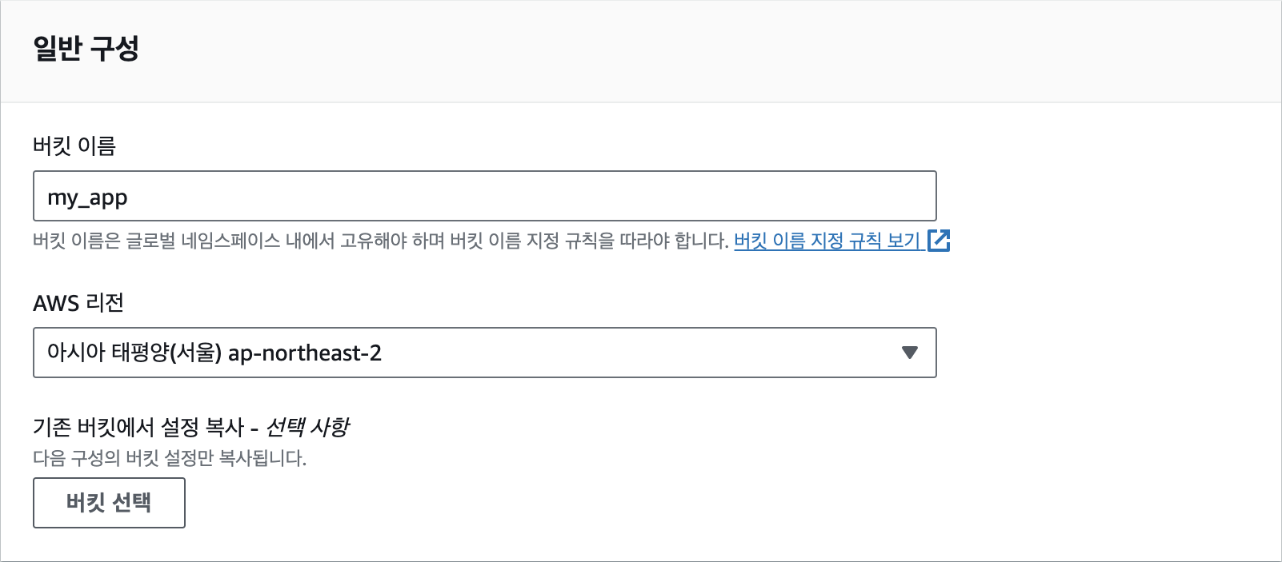 일반 구성
버킷 이름
my_app
버킷 이름은 글로벌 네임스페이스 내에서 고유해야 하며 버킷 이름 지정 규칙을 따라야 합니다. 버킷 이름 지정 규칙 보기
AWS 리전
아시아 태평양(서울) ap-northeast-2
기존 버킷에서 설정 복사 - 선택 사항
다음 구성의 버킷 설정만 복사됩니다.
버킷 선택